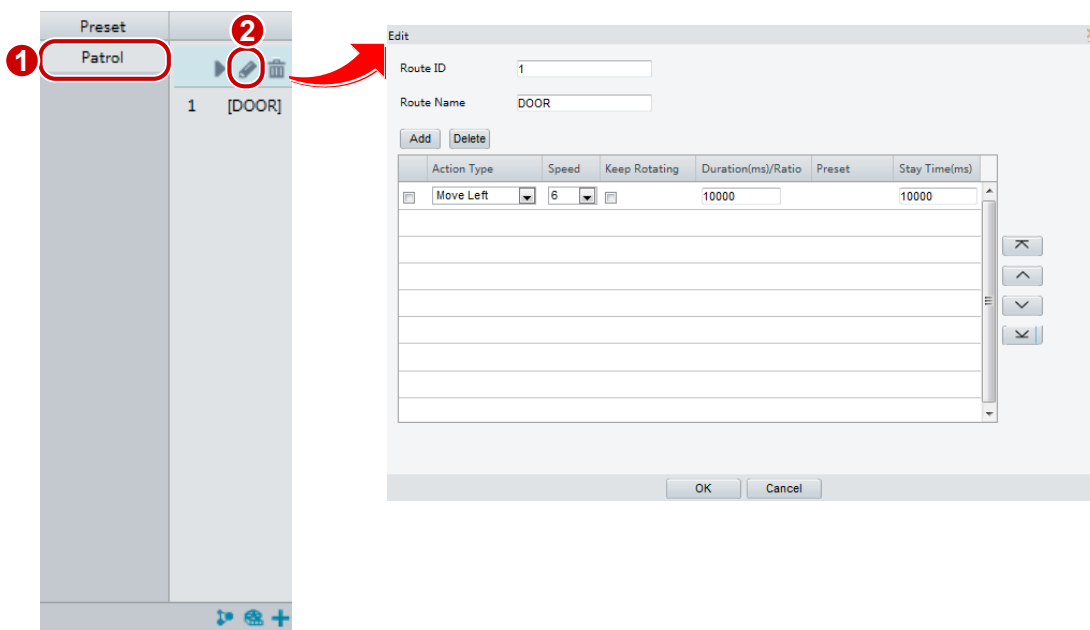 Preset
1 Patrol
2
1 [DOOR]
Edit
Route ID 1
Route Name DOOR
Add Delete
Action Type Speed Keep Rotating Duration(ms)/Ratio Preset Stay Time(ms)
Move Left 6 10000 10000
OK Cancel